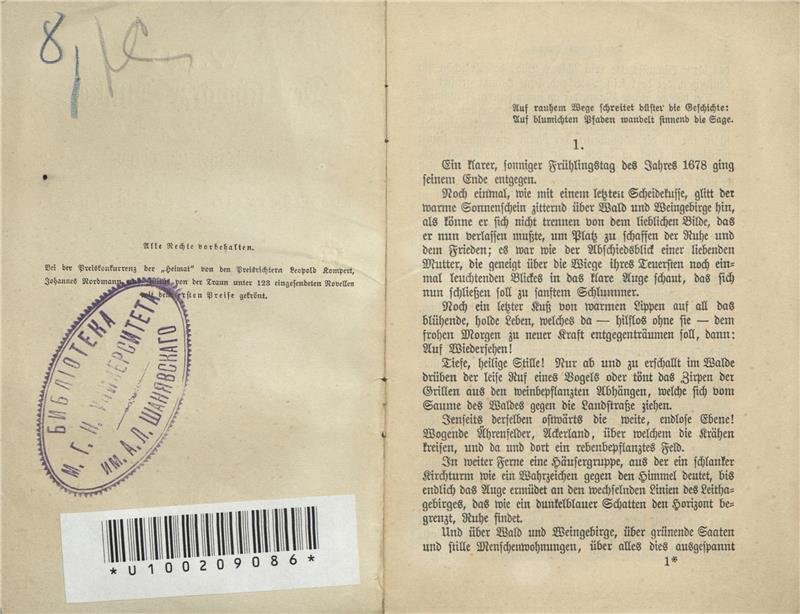 8,
Alle Rechte vorbehalten.
Bei der Preiskonkurrenz der „Heimat“ von den Preisrichtern Leopold Kompert,
Johannes Nordmann und Julius von der Traun unter 123 eingesendeten Novellen
mit dem ersten Preise gekrönt.
БИБЛІОТЕКА
М. Г. Н. УНИВЕРСИТЕТА
ИМ. А. Л. ШАНЯВСКАГО
*U100209086*
Auf rauhem Wege schreitet düster die Geschichte:
Auf blumichten Pfaden wandelt sinnend die Sage.
1.
Ein klarer, sonniger Frühlingstag des Jahres 1678 ging
seinem Ende entgegen.
Noch einmal, wie mit einem letzten Scheidekusse, glitt der
warme Sonnenschein zitternd über Wald und Weingebirge hin,
als könne er sich nicht trennen von dem lieblichen Bilde, das
er nun verlassen mußte, um Platz zu schaffen der Ruhe und
dem Frieden; es war wie der Abschiedsblick einer liebenden
Mutter, die geneigt über die Wiege ihres Teuersten noch ein-
mal leuchtenden Blickes in das klare Auge schaut, das sich
nun schließen soll zu sanftem Schlummer.
Noch ein letzter Kuß von warmen Lippen auf all das
blühende, holde Leben, welches da — hilflos ohne sie — dem
frohen Morgen zu neuer Kraft entgegenträumen soll, dann:
Auf Wiedersehen!
Tiefe, heilige Stille! Nur ab und zu erschallt im Walde
drüben der leise Ruf eines Vogels oder tönt das Zirpen der
Grillen aus den weinbepflanzten Abhängen, welche sich vom
Saume des Waldes gegen die Landstraße ziehen.
Jenseits derselben ostwärts die weite, endlose Ebene!
Wogende Ährenfelder, Ackerland, über welchem die Krähen
kreisen, und da und dort ein rebenbepflanztes Feld.
In weiter Ferne eine Häusergruppe, aus der ein schlanker
Kirchturm wie ein Wahrzeichen gegen den Himmel deutet, bis
endlich das Auge ermüdet an den wechselnden Linien des Leitha-
gebirges, das wie ein dunkelblauer Schatten den Horizont be-
grenzt, Ruhe findet.
Und über Wald und Weingebirge, über grünende Saaten
und stille Menschenwohnungen, über alles dies ausgespannt
1*